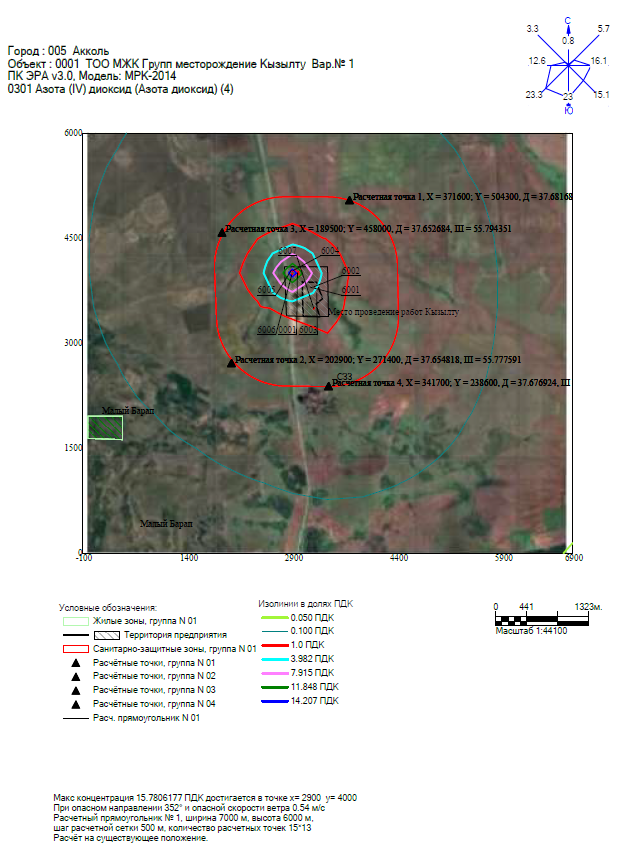 Город : 005 Акколь
Объект : 0001 ТОО МЖК Групп месторождение Кызылту Вар.№ 1
ПК ЭРА v3.0, Модель: МРК-2014
0301 Азота (IV) диоксид (Азота диоксид) (4)
С
3.3
0.8
5.7
12.6
16.1
23.3
23
15.1
Ю
6000
4500
3000
1500
0
-100
1400
2900
4400
5900
6900
Расчетная точка 1, X = 371600; Y = 504300, Д = 37.68168
Расчетная точка 3, X = 189500; Y = 458000, Д = 37.652684, Ш = 55.794351
6007
6004
6002
6005
6001
Место проведение работ Кызылту
6006
0001
6003
Расчетная точка 2, X = 202900; Y = 271400, Д = 37.654818, Ш = 55.777591
СЗЗ
Расчетная точка 4, X = 341700; Y = 238600, Д = 37.676924, Ш
Малый Барап
Малый Барап
Условные обозначения:
Жилые зоны, группа N 01
Территория предприятия
Санитарно-защитные зоны, группа N 01
Расчётные точки, группа N 01
Расчётные точки, группа N 02
Расчётные точки, группа N 03
Расчётные точки, группа N 04
Расч. прямоугольник N 01
Изолинии в долях ПДК
0.050 ПДК
0.100 ПДК
1.0 ПДК
3.982 ПДК
7.915 ПДК
11.848 ПДК
14.207 ПДК
0 441 1323м.
Масштаб 1:44100
Макс концентрация 15.7806177 ПДК достигается в точке x= 2900 y= 4000
При опасном направлении 352° и опасной скорости ветра 0.54 м/с
Расчетный прямоугольник № 1, ширина 7000 м, высота 6000 м,
шаг расчетной сетки 500 м, количество расчетных точек 15*13
Расчёт на существующее положение.